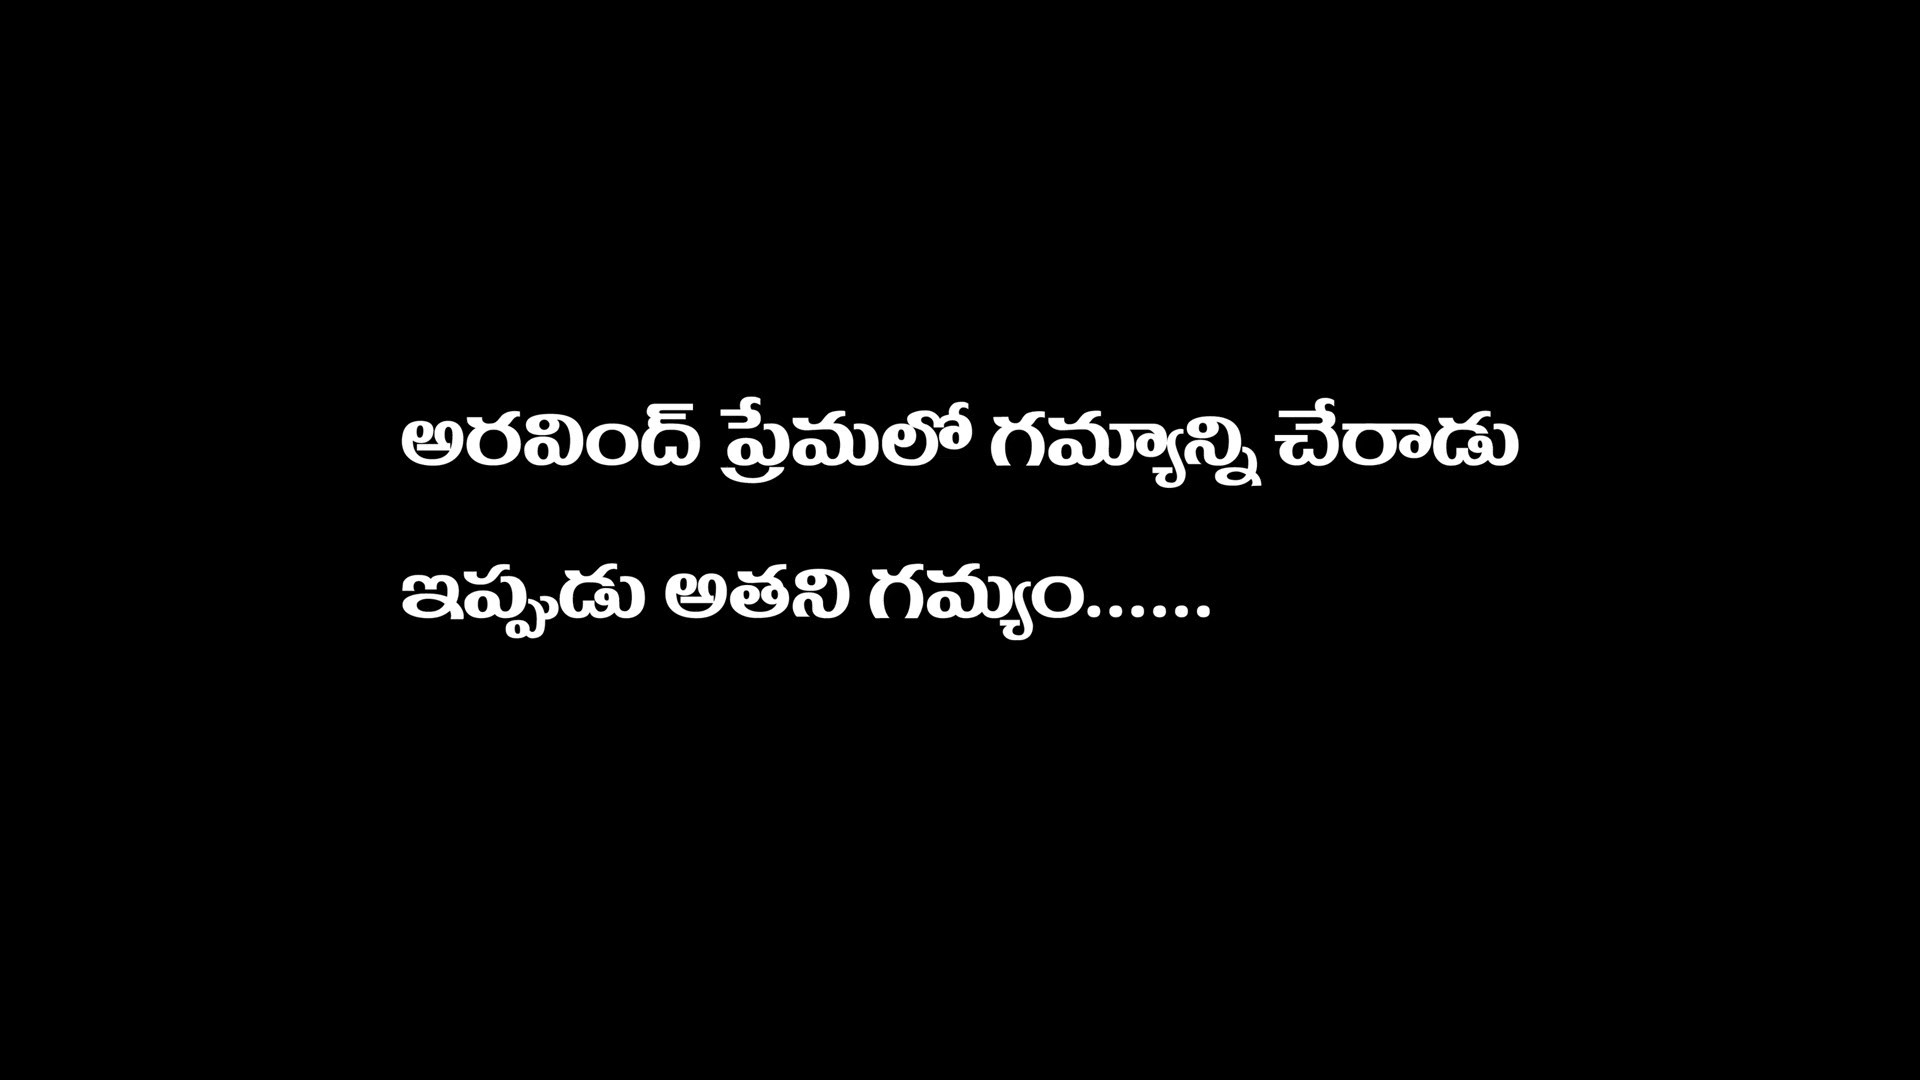 అరవింద్ ప్రేమలో గమ్యాన్ని చేరాడు
ఇప్పుడు అతని గమ్యం......